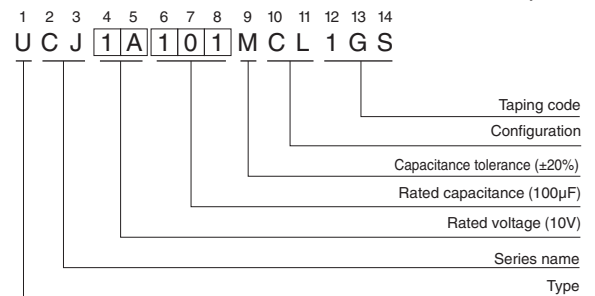 1 2 3 4 5 6 7 8 9 10 11 12 13 14
U C J 1 A 1 0 1 M C L 1 G S
Taping code
Configuration
Capacitance tolerance (±20%)
Rated capacitance (100µF)
Rated voltage (10V)
Series name
Type